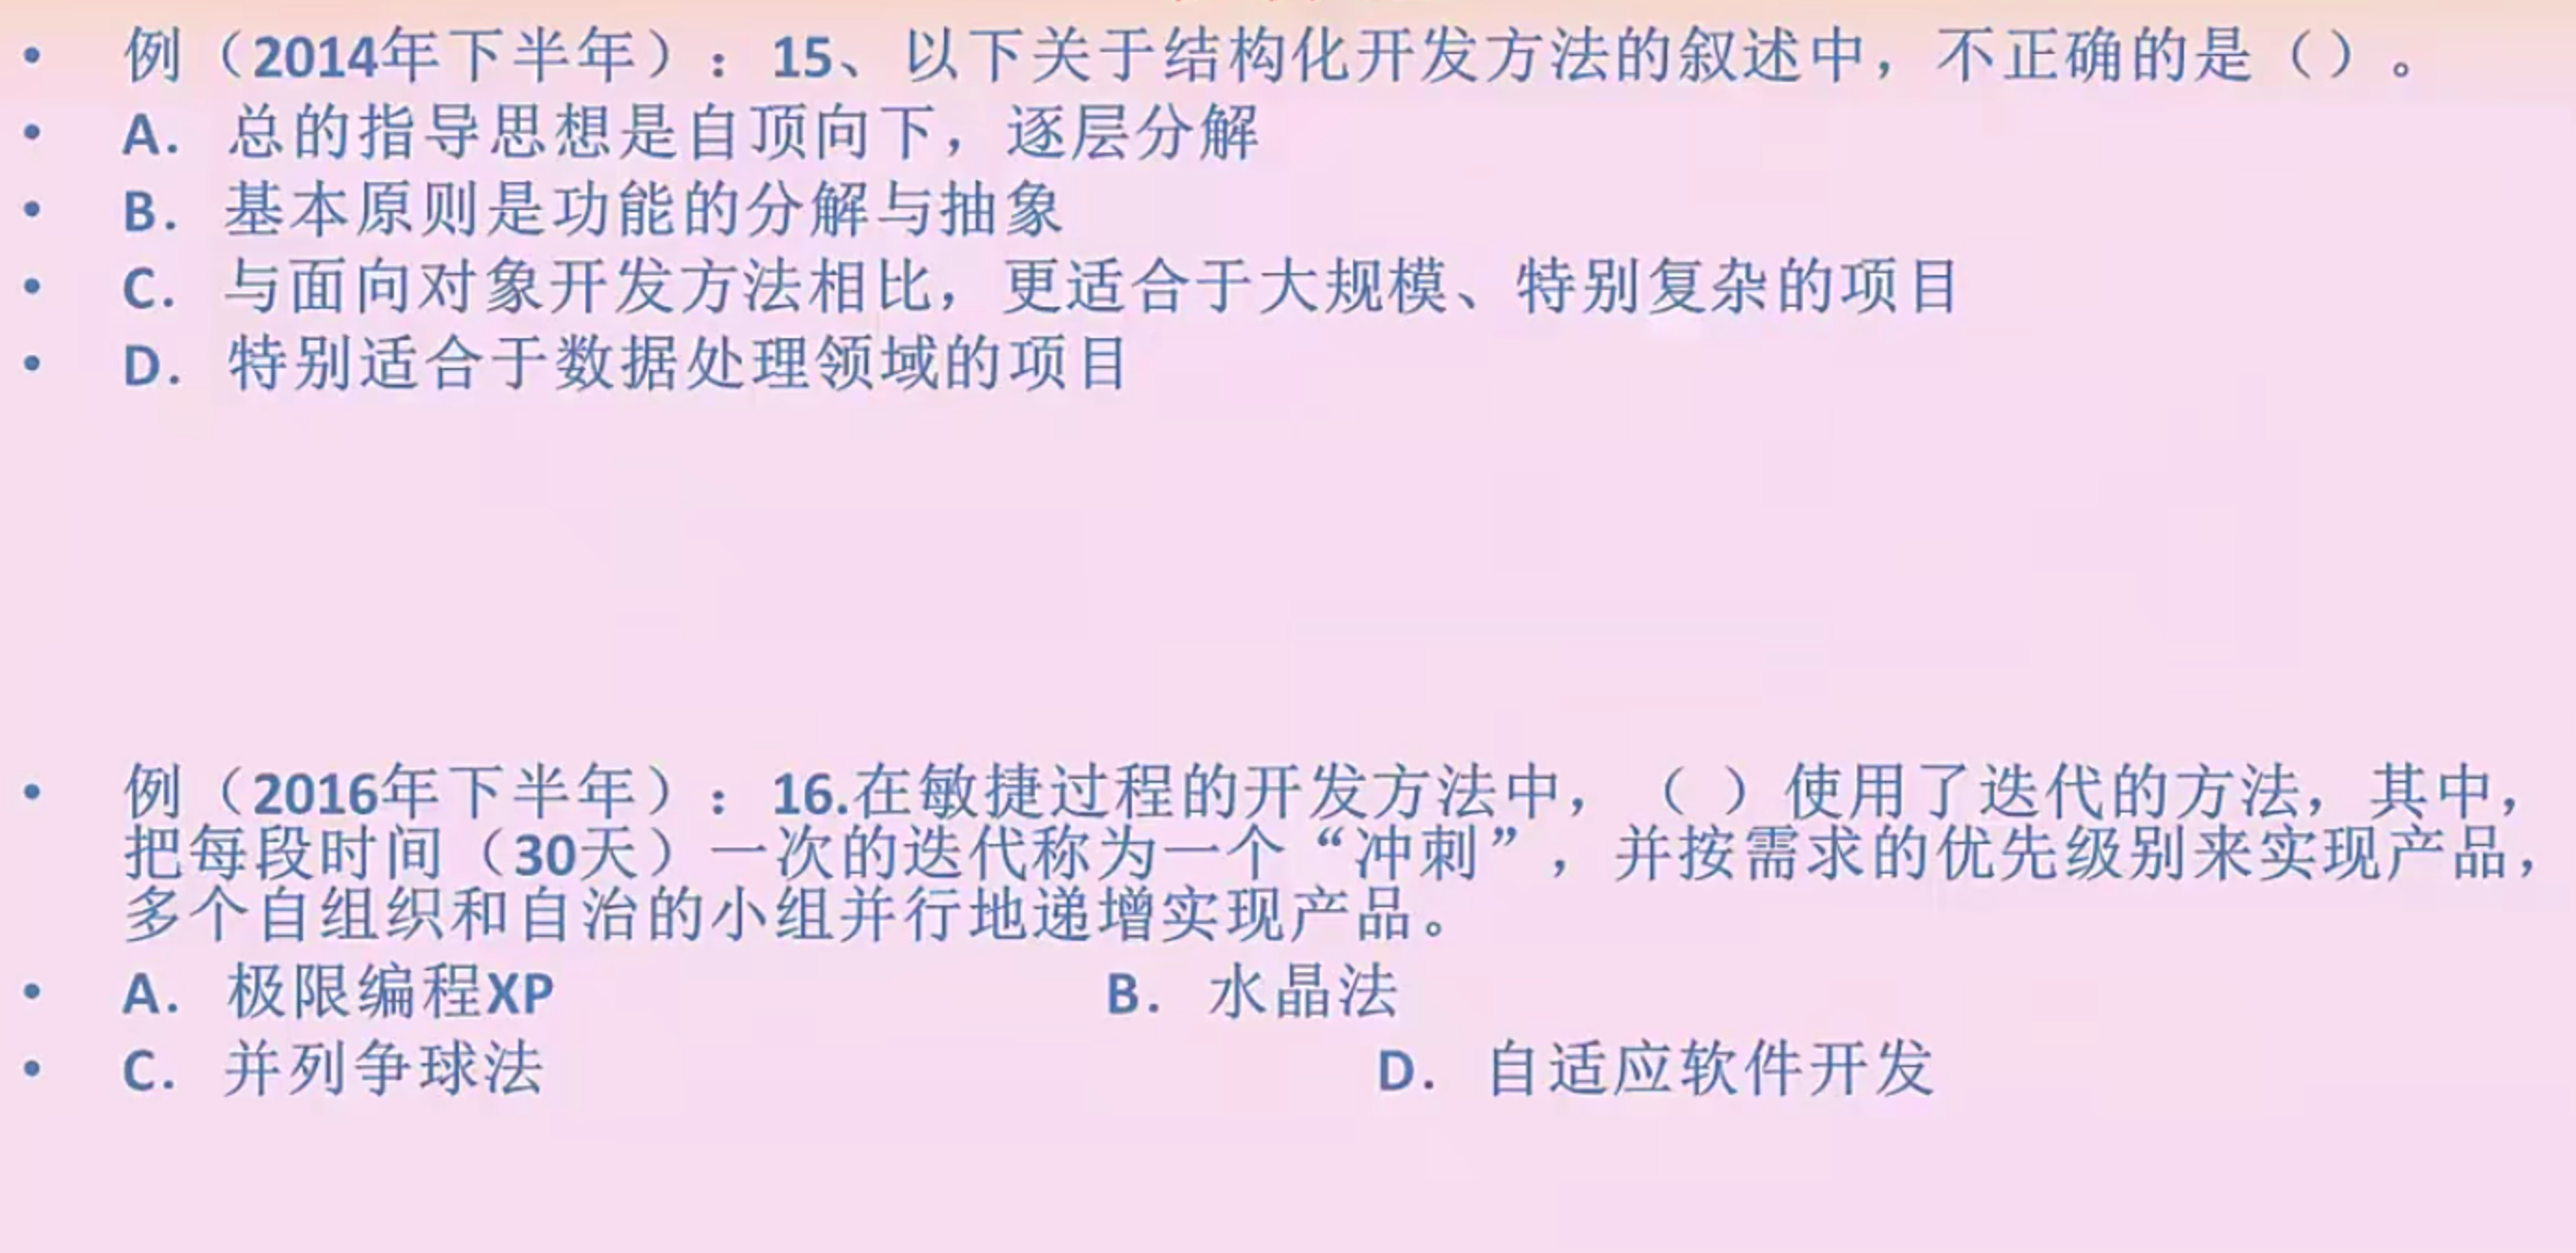 • 例（2014年下半年）：15、以下关于结构化开发方法的叙述中，不正确的是（）。
• A. 总的指导思想是自顶向下，逐层分解
• B. 基本原则是功能的分解与抽象
• C. 与面向对象开发方法相比，更适合于大规模、特别复杂的项目
• D. 特别适合于数据处理领域的项目
• 例（2016年下半年）：16.在敏捷过程的开发方法中，（ ）使用了迭代的方法，其中，
把每段时间（30天）一次的迭代称为一个“冲刺”，并按需求的优先级别来实现产品，
多个自组织和自治的小组并行地递增实现产品。
• A. 极限编程XP B. 水晶法
• C. 并列争球法 D. 自适应软件开发